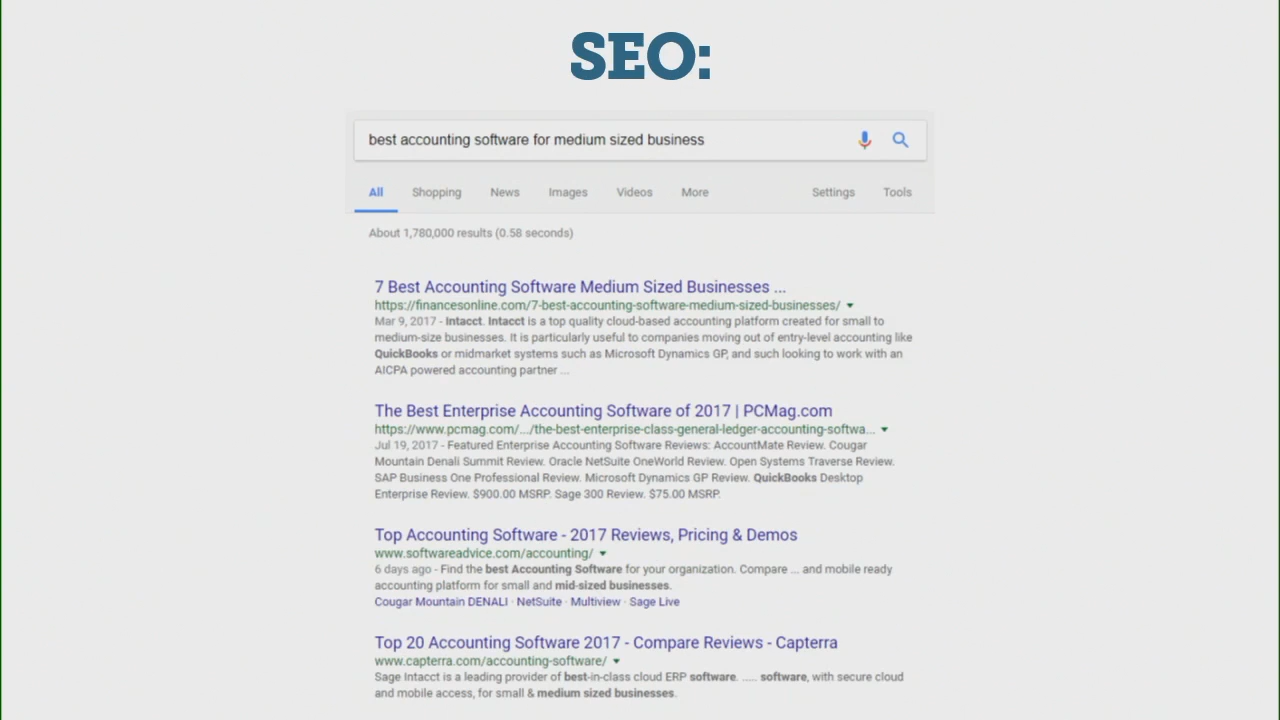 SEO:
best accounting software for medium sized business
All Shopping News Images Videos More Settings Tools
About 1,780,000 results (0.58 seconds)
7 Best Accounting Software Medium Sized Businesses ...
https://financesonline.com/7-best-accounting-software-medium-sized-businesses/
Mar 9, 2017 - Intacct. Intacct is a top quality cloud-based accounting platform created for small to
medium-size businesses. It is particularly useful to companies moving out of entry-level accounting like
QuickBooks or midmarket systems such as Microsoft Dynamics GP, and such looking to work with an
AICPA powered accounting partner ...
The Best Enterprise Accounting Software of 2017 | PCMag.com
https://www.pcmag.com/.../the-best-enterprise-class-general-ledger-accounting-softwa...
Jul 19, 2017 - Featured Enterprise Accounting Software Reviews: AccountMate Review. Cougar
Mountain Denali Summit Review. Oracle NetSuite OneWorld Review. Open Systems Traverse Review.
SAP Business One Professional Review. Microsoft Dynamics GP Review. QuickBooks Desktop
Enterprise Review. $900.00 MSRP. Sage 300 Review. $75.00 MSRP.
Top Accounting Software - 2017 Reviews, Pricing & Demos
www.softwareadvice.com/accounting/
6 days ago - Find the best Accounting Software for your organization. Compare ... and mobile ready
accounting platform for small and mid-sized businesses.
Cougar Mountain DENALI · NetSuite · Multiview · Sage Live
Top 20 Accounting Software 2017 - Compare Reviews - Capterra
www.capterra.com/accounting-software/
Sage Intacct is a leading provider of best-in-class cloud ERP software. ..... software, with secure cloud
and mobile access, for small & medium sized businesses.